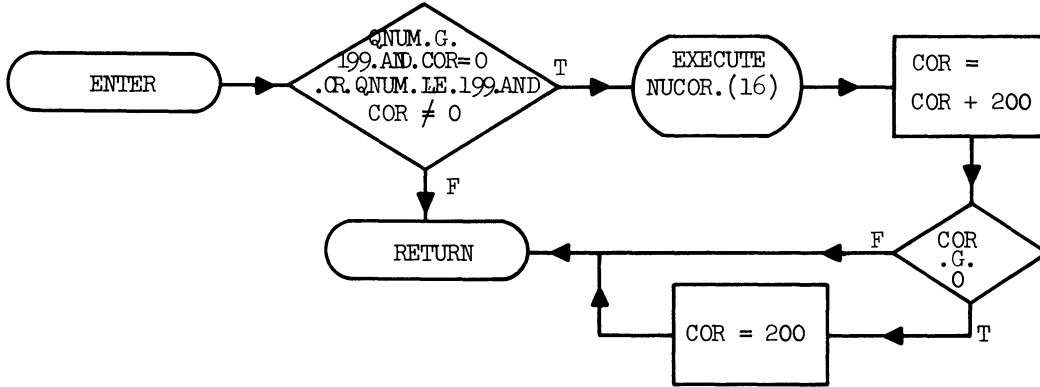 ENTER
QNUM.G.
199.AND.COR=0
.OR.QNUM.LE.199.AND
COR ≠ 0
T
EXECUTE
NUCOR.(16)
COR =
COR + 200
F
RETURN
F
COR
.G.
0
COR = 200
T